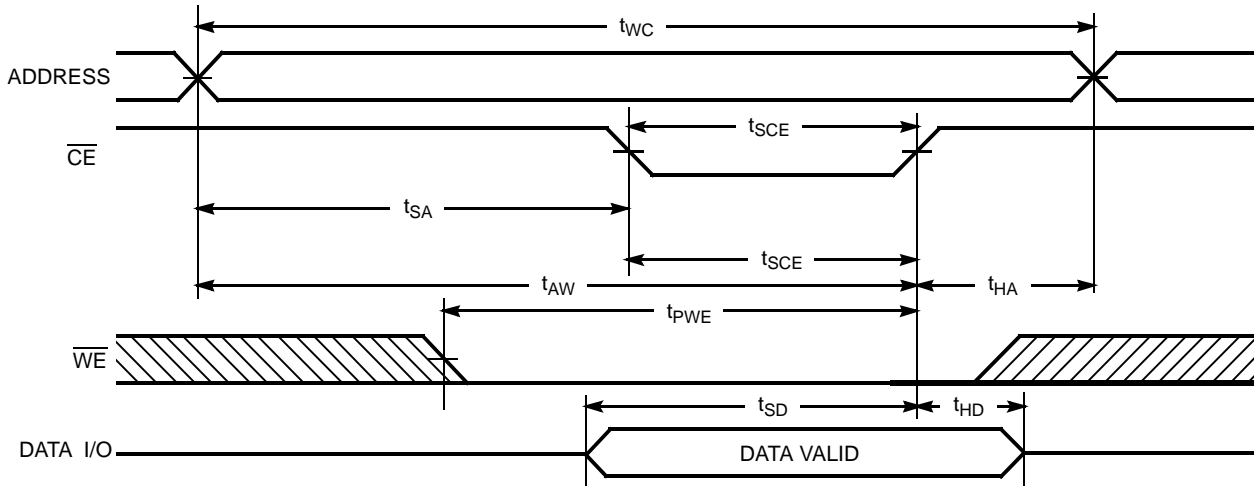 tWC
ADDRESS
tSCE
CE
tSA
tSCE
tAW
tHA
tPWE
WE
tSD
tHD
DATA I/O
DATA VALID